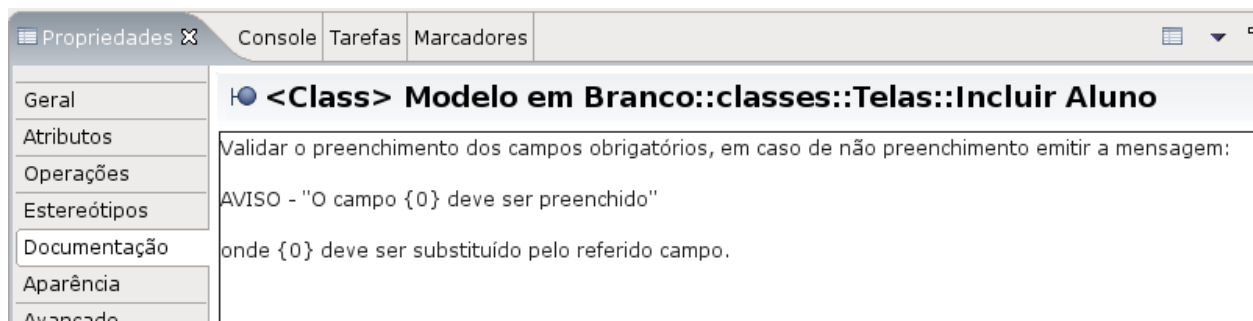 Propriedades Console Tarefas Marcadores
<Class> Modelo em Branco::classes::Telas::Incluir Aluno
Geral
Atributos
Operações
Estereótipos
Documentação
Aparência
Avançado
Validar o preenchimento dos campos obrigatórios, em caso de não preenchimento emitir a mensagem:
AVISO - "O campo {0} deve ser preenchido"
onde {0} deve ser substituído pelo referido campo.